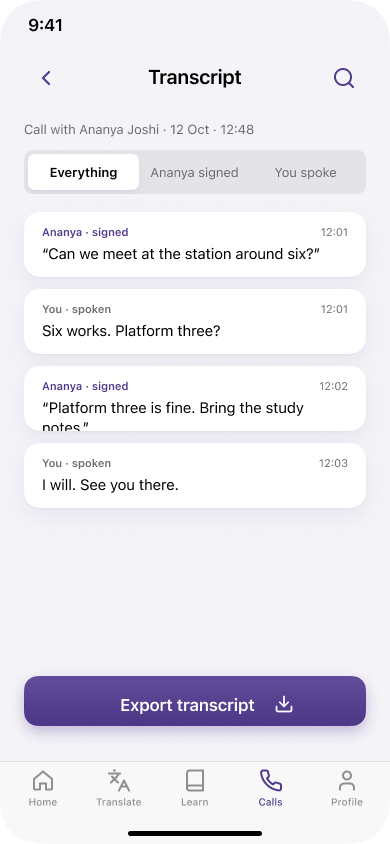 9:41
Transcript
Call with Ananya Joshi · 12 Oct · 12:48
Everything
Ananya signed
You spoke
Ananya · signed
12:01
“Can we meet at the station around six?”
You · spoken
12:01
Six works. Platform three?
Ananya · signed
12:02
“Platform three is fine. Bring the study
notes.”
You · spoken
12:03
I will. See you there.
Export transcript
Home
Translate
Learn
Calls
Profile